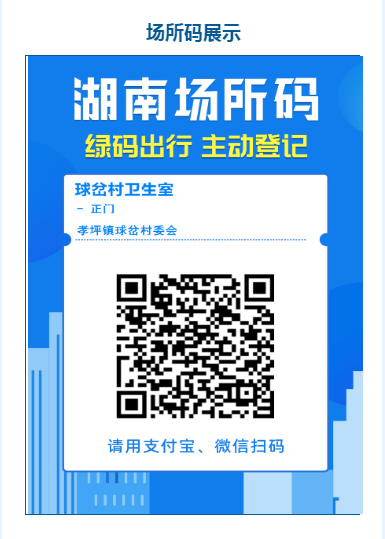 场所码展示
湖南场所码
绿码出行 主动登记
球岔村卫生室
- 正门
孝坪镇球岔村委会
请用支付宝、微信扫码